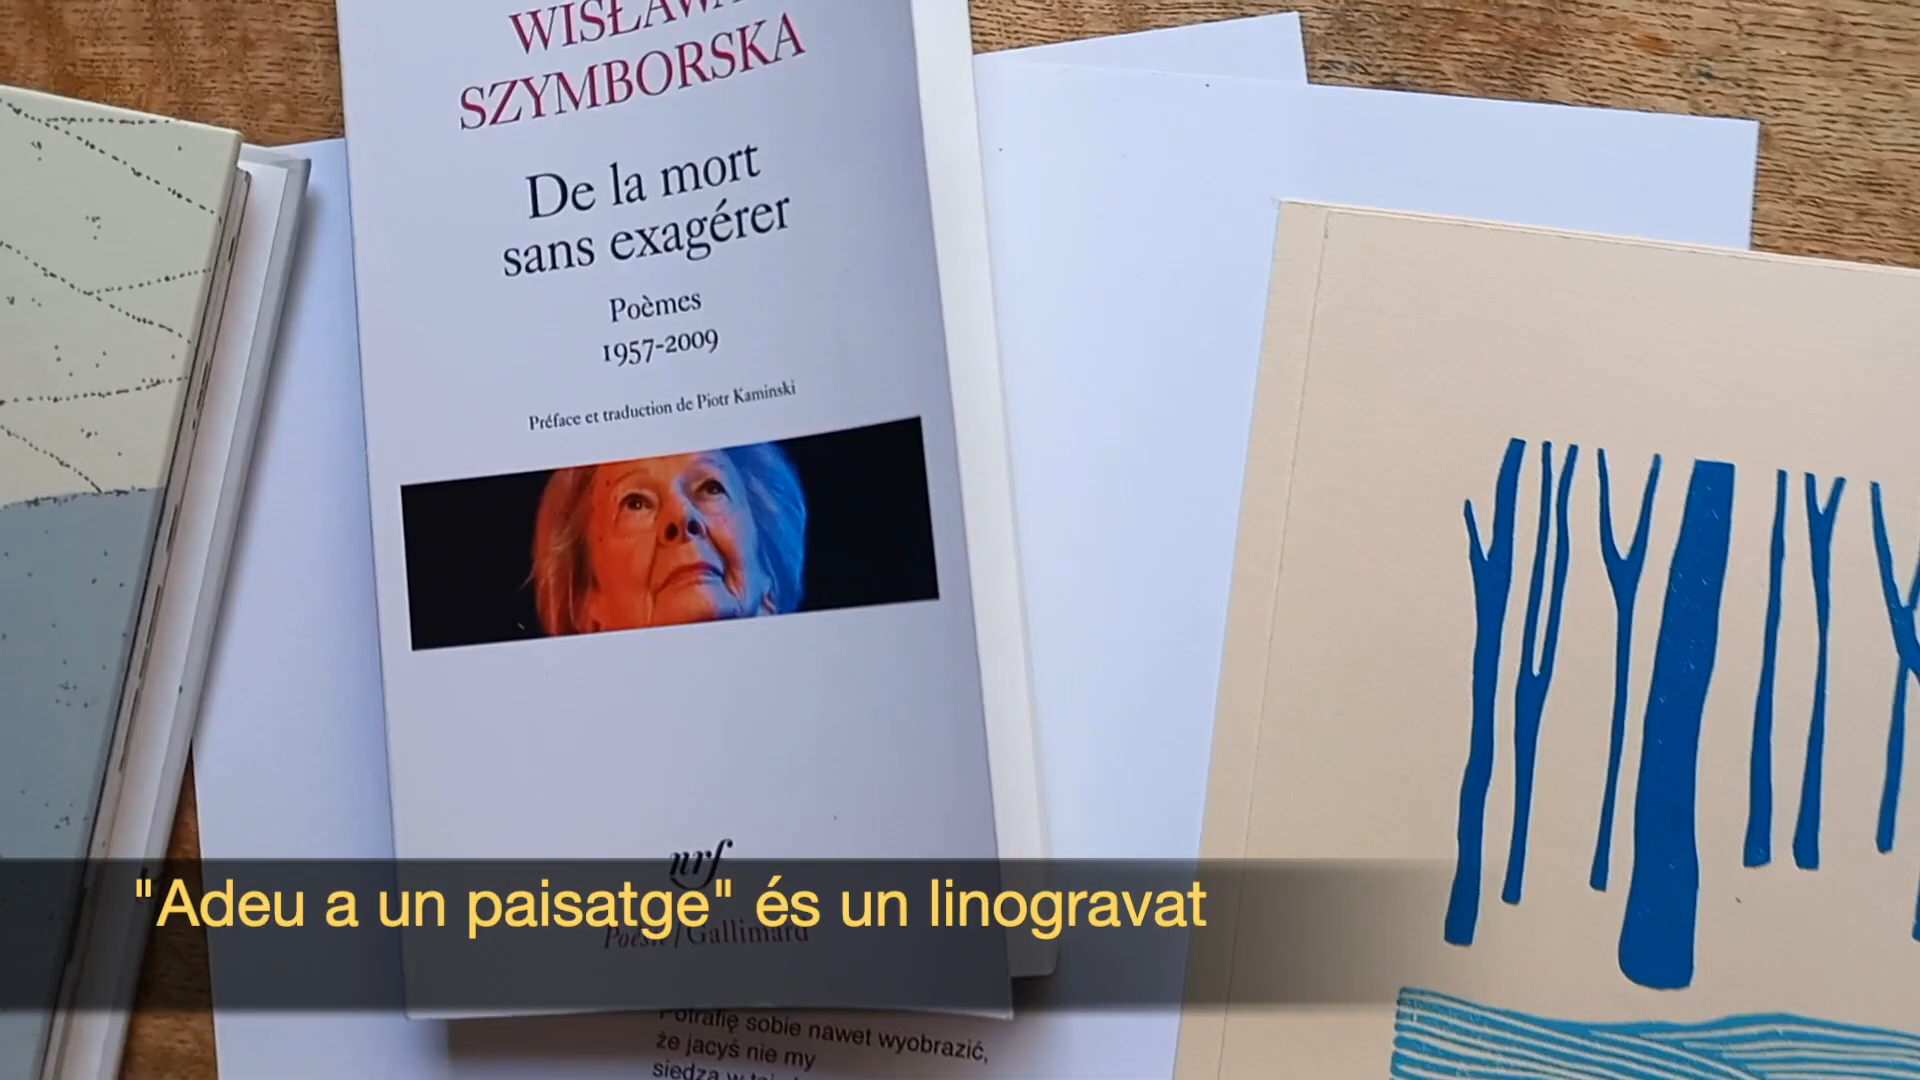 WISŁAWA
SZYMBORSKA
De la mort
sans exagérer
Poèmes
1957-2009
Préface et traduction de Piotr Kaminski
nrf
Poésie / Gallimard
"Adeu a un paisatge" és un linogravat
Potrafię sobie nawet wyobrazić,
że jacyś nie my
siedzą w